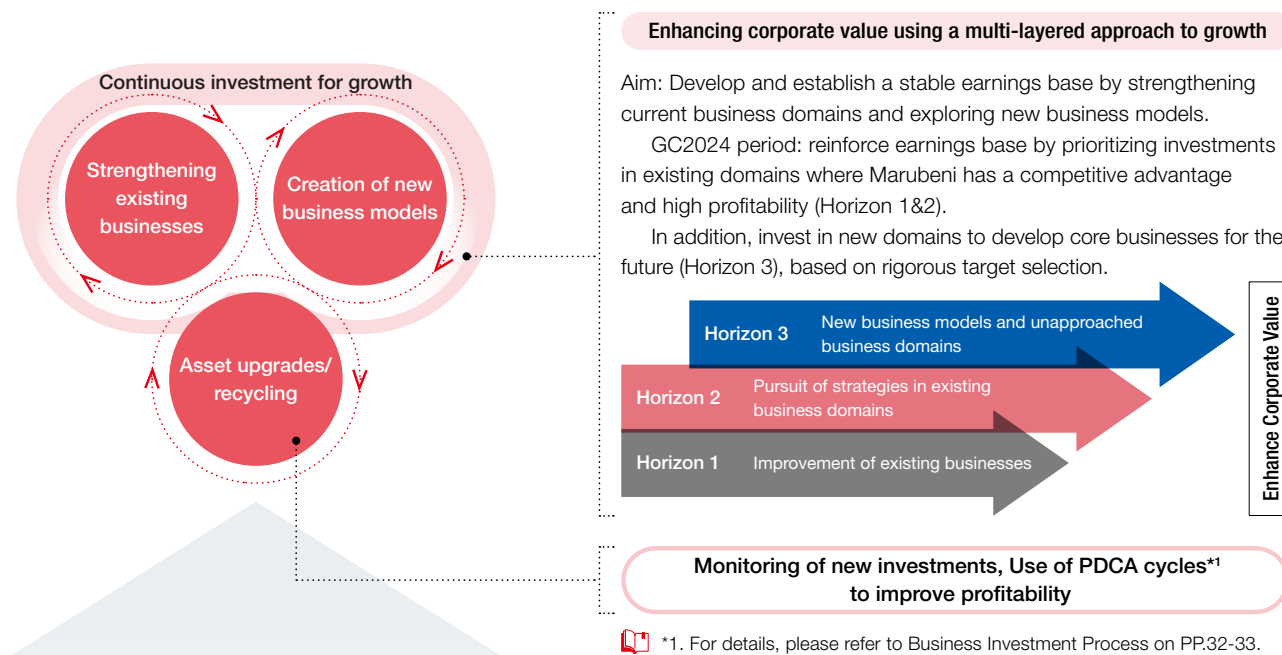 Continuous investment for growth
Strengthening
existing
businesses
Creation of new
business models
Asset upgrades/
recycling
Enhancing corporate value using a multi-layered approach to growth
Aim: Develop and establish a stable earnings base by strengthening
current business domains and exploring new business models.
GC2024 period: reinforce earnings base by prioritizing investments
in existing domains where Marubeni has a competitive advantage
and high profitability (Horizon 1&2).
In addition, invest in new domains to develop core businesses for the
future (Horizon 3), based on rigorous target selection.
Horizon 3
New business models and unapproached
business domains
Horizon 2
Pursuit of strategies in existing
business domains
Horizon 1
Improvement of existing businesses
Enhance Corporate Value
Monitoring of new investments, Use of PDCA cycles*1
to improve profitability
*1. For details, please refer to Business Investment Process on PP.32-33.